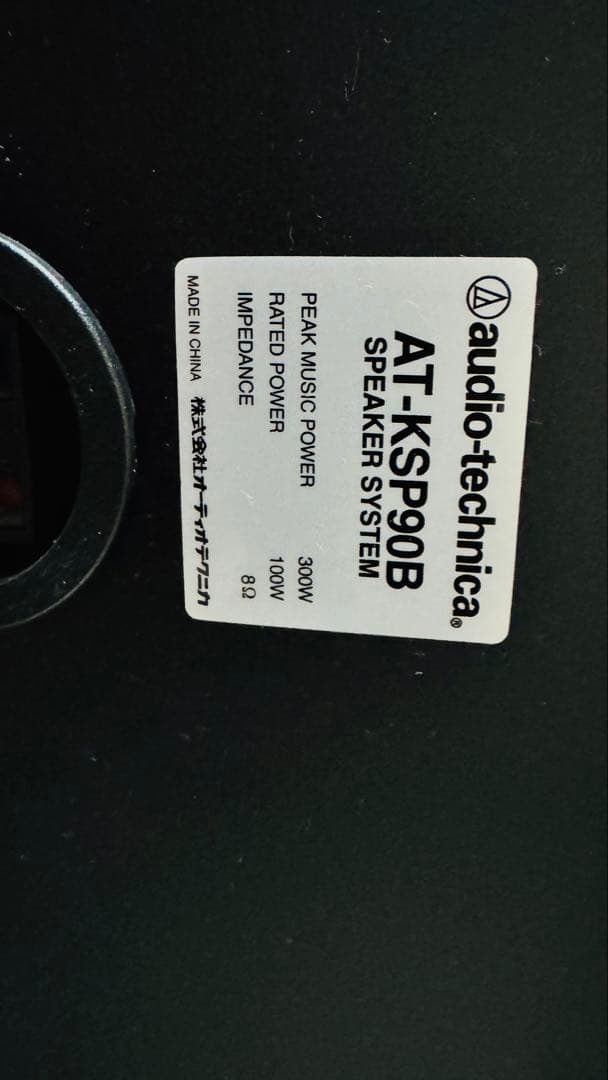 audio-technica®
AT-KSP90B
SPEAKER SYSTEM
PEAK MUSIC POWER 300W
RATED POWER 100W
IMPEDANCE 8Ω
MADE IN CHINA 株式会社オーディオテクニカ